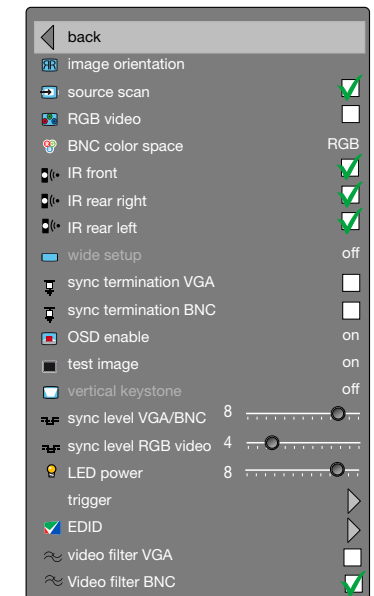 back
image orientation
source scan
RGB video
BNC color space RGB
IR front
IR rear right
IR rear left
wide setup off
sync termination VGA
sync termination BNC
OSD enable on
test image on
vertical keystone off
sync level VGA/BNC 8
sync level RGB video 4
LED power 8
trigger
EDID
video filter VGA
Video filter BNC